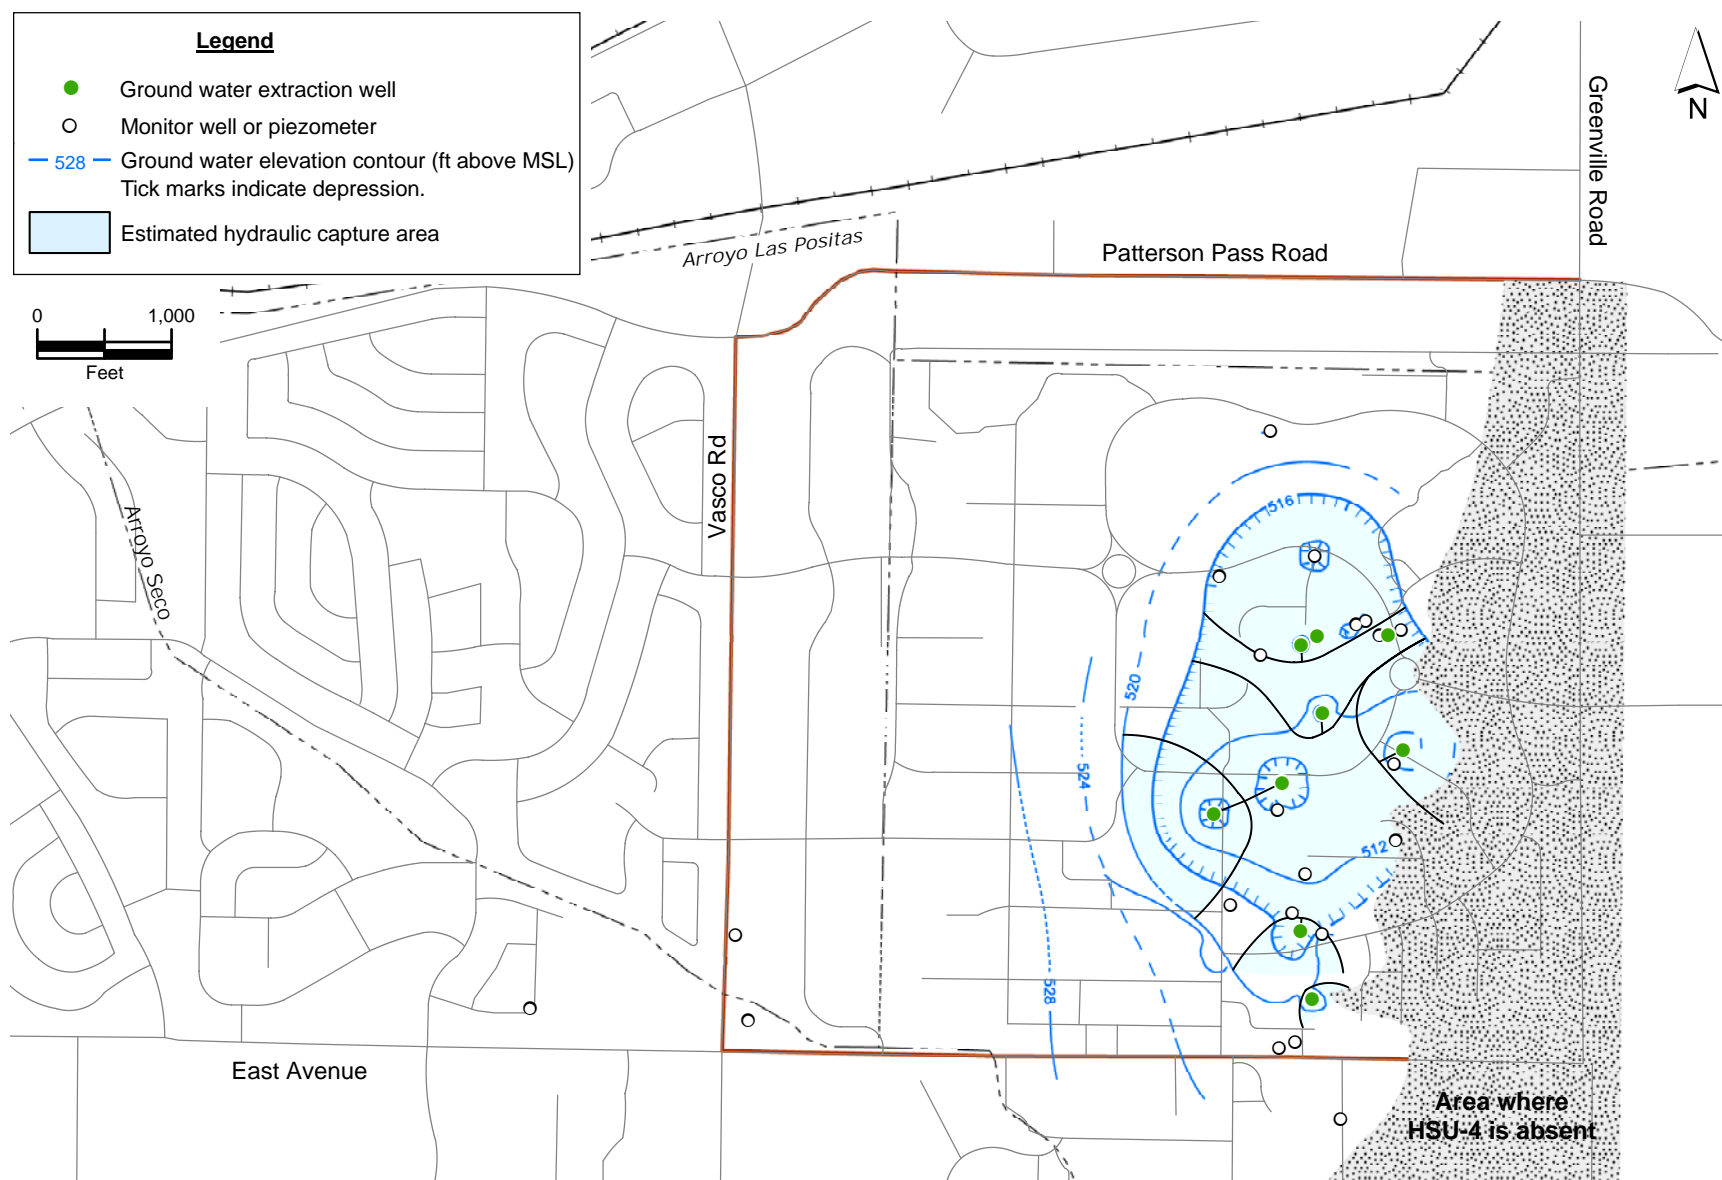 Legend
Ground water extraction well
Monitor well or piezometer
528
Ground water elevation contour (ft above MSL)
Tick marks indicate depression.
Estimated hydraulic capture area
0 1,000
Feet
N
Greenville Road
Patterson Pass Road
Arroyo Las Positas
Vasco Rd
Arroyo Seco
516
520
524
512
528
East Avenue
Area where
HSU-4 is absent